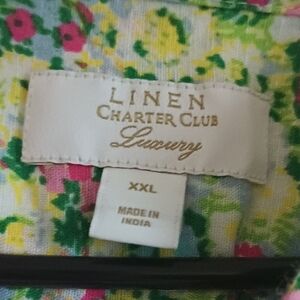 LINEN
CHARTER CLUB
Luxury
XXL
MADE IN
INDIA